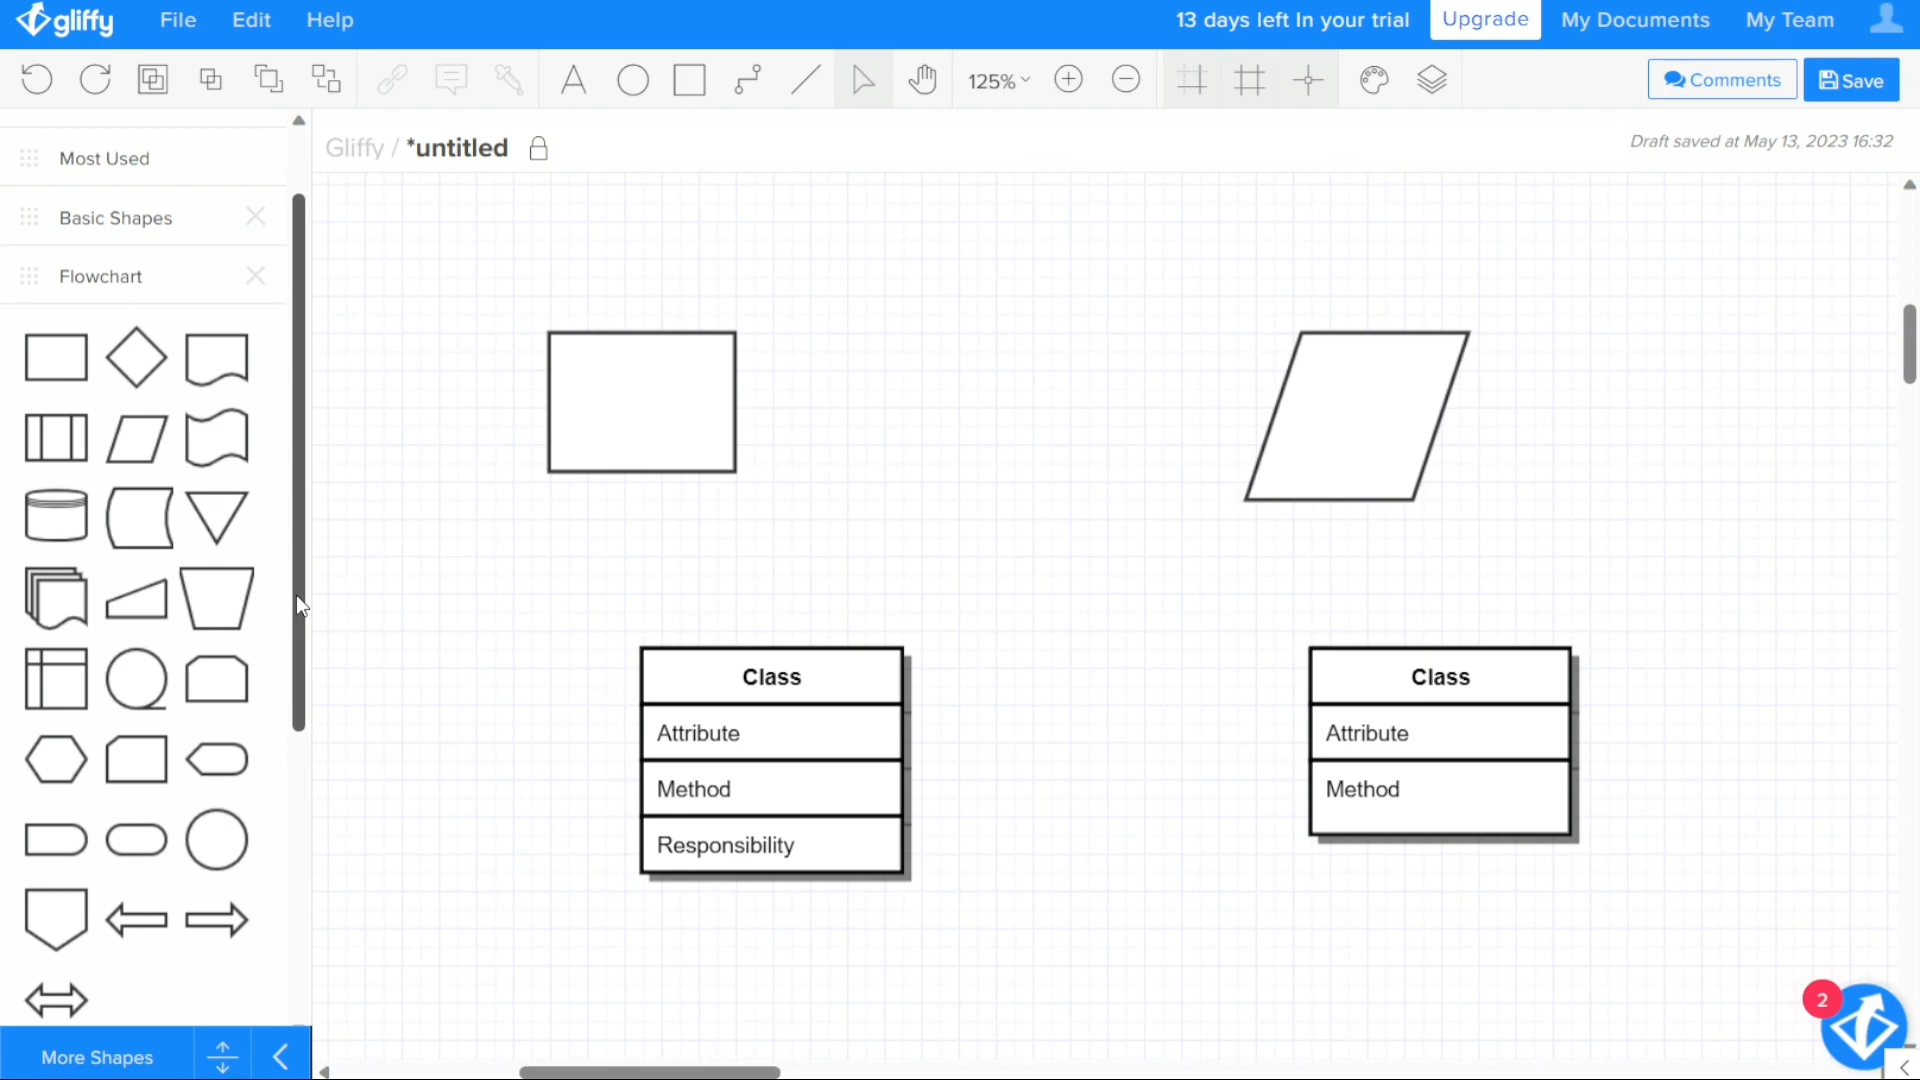 gliffy File Edit Help 13 days left In your trial Upgrade My Documents My Team
A 125% Comments Save
Gliffy / *untitled Draft saved at May 13, 2023 16:32
Most Used
Basic Shapes
Flowchart
Class Class
Attribute Attribute
Method Method
Responsibility
2
More Shapes